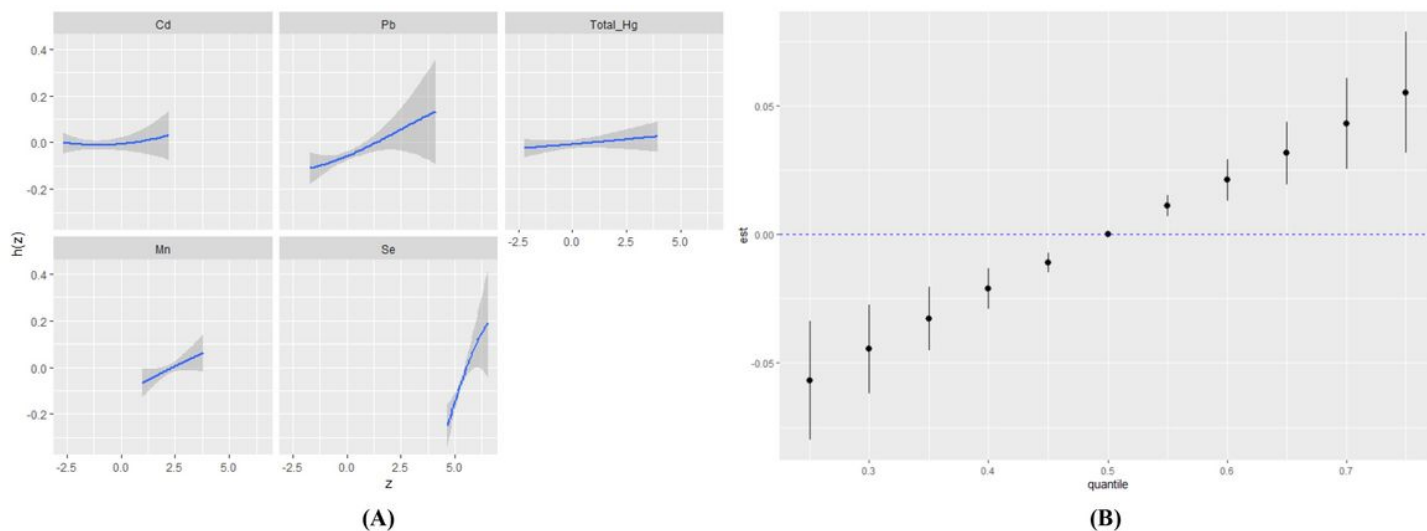 Cd Pb Total_Hg
0.4
0.2
0.0
-0.2
-2.5 0.0 2.5 5.0
Mn Se
0.4
0.2
0.0
-0.2
-2.5 0.0 2.5 5.0 -2.5 0.0 2.5 5.0
h(z)
z
(A)
0.05
0.00
-0.05
est
0.3 0.4 0.5 0.6 0.7
quantile
(B)